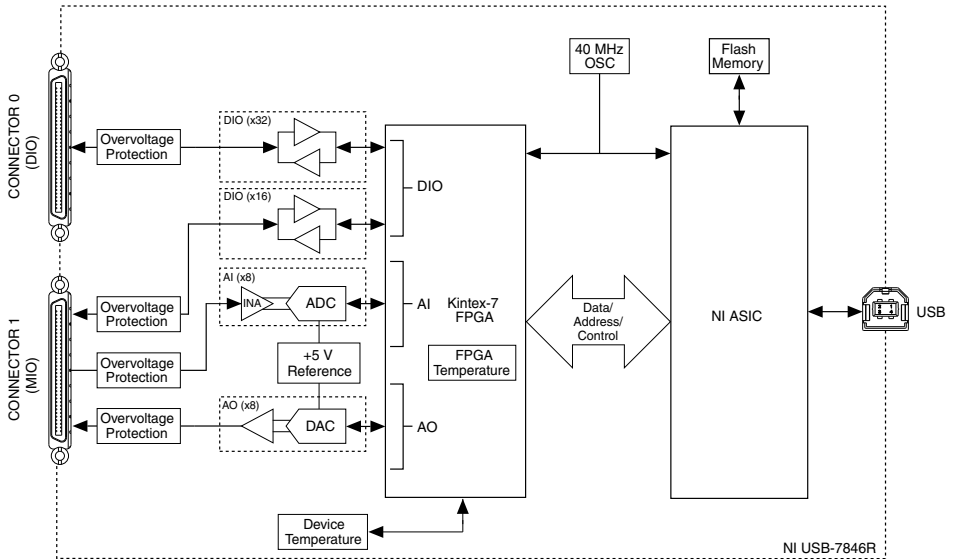 CONNECTOR 0
(DIO)
Overvoltage
Protection
DIO (x32)
DIO (x16)
DIO
40 MHz
OSC
Flash
Memory
CONNECTOR 1
(MIO)
Overvoltage
Protection
Overvoltage
Protection
Overvoltage
Protection
AI (x8)
INA
ADC
+5 V
Reference
AO (x8)
DAC
AI
Kintex-7
FPGA
FPGA
Temperature
AO
Data/
Address/
Control
NI ASIC
USB
Device
Temperature
NI USB-7846R